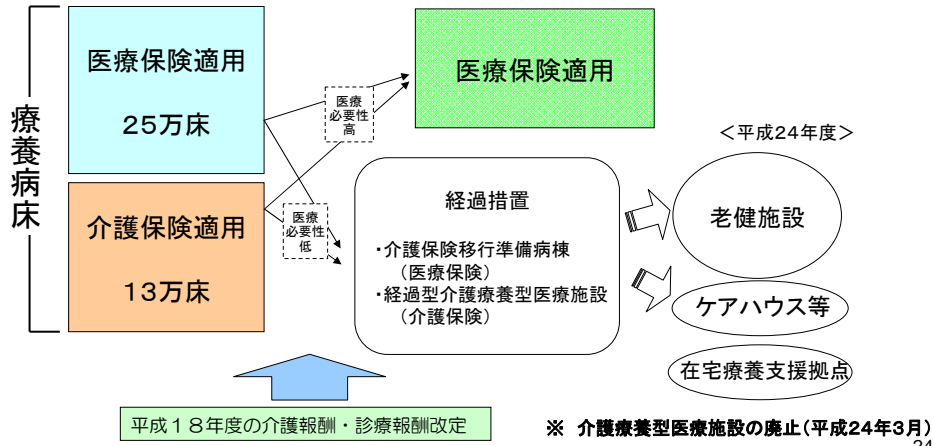 療養病床
医療保険適用
25万床
介護保険適用
13万床
医療
必要性
高
医療
必要性
低
医療保険適用
経過措置
・介護保険移行準備病棟
(医療保険)
・経過型介護療養型医療施設
(介護保険)
<平成24年度>
老健施設
ケアハウス等
在宅療養支援拠点
平成18年度の介護報酬・診療報酬改定
※ 介護療養型医療施設の廃止(平成24年3月)
24